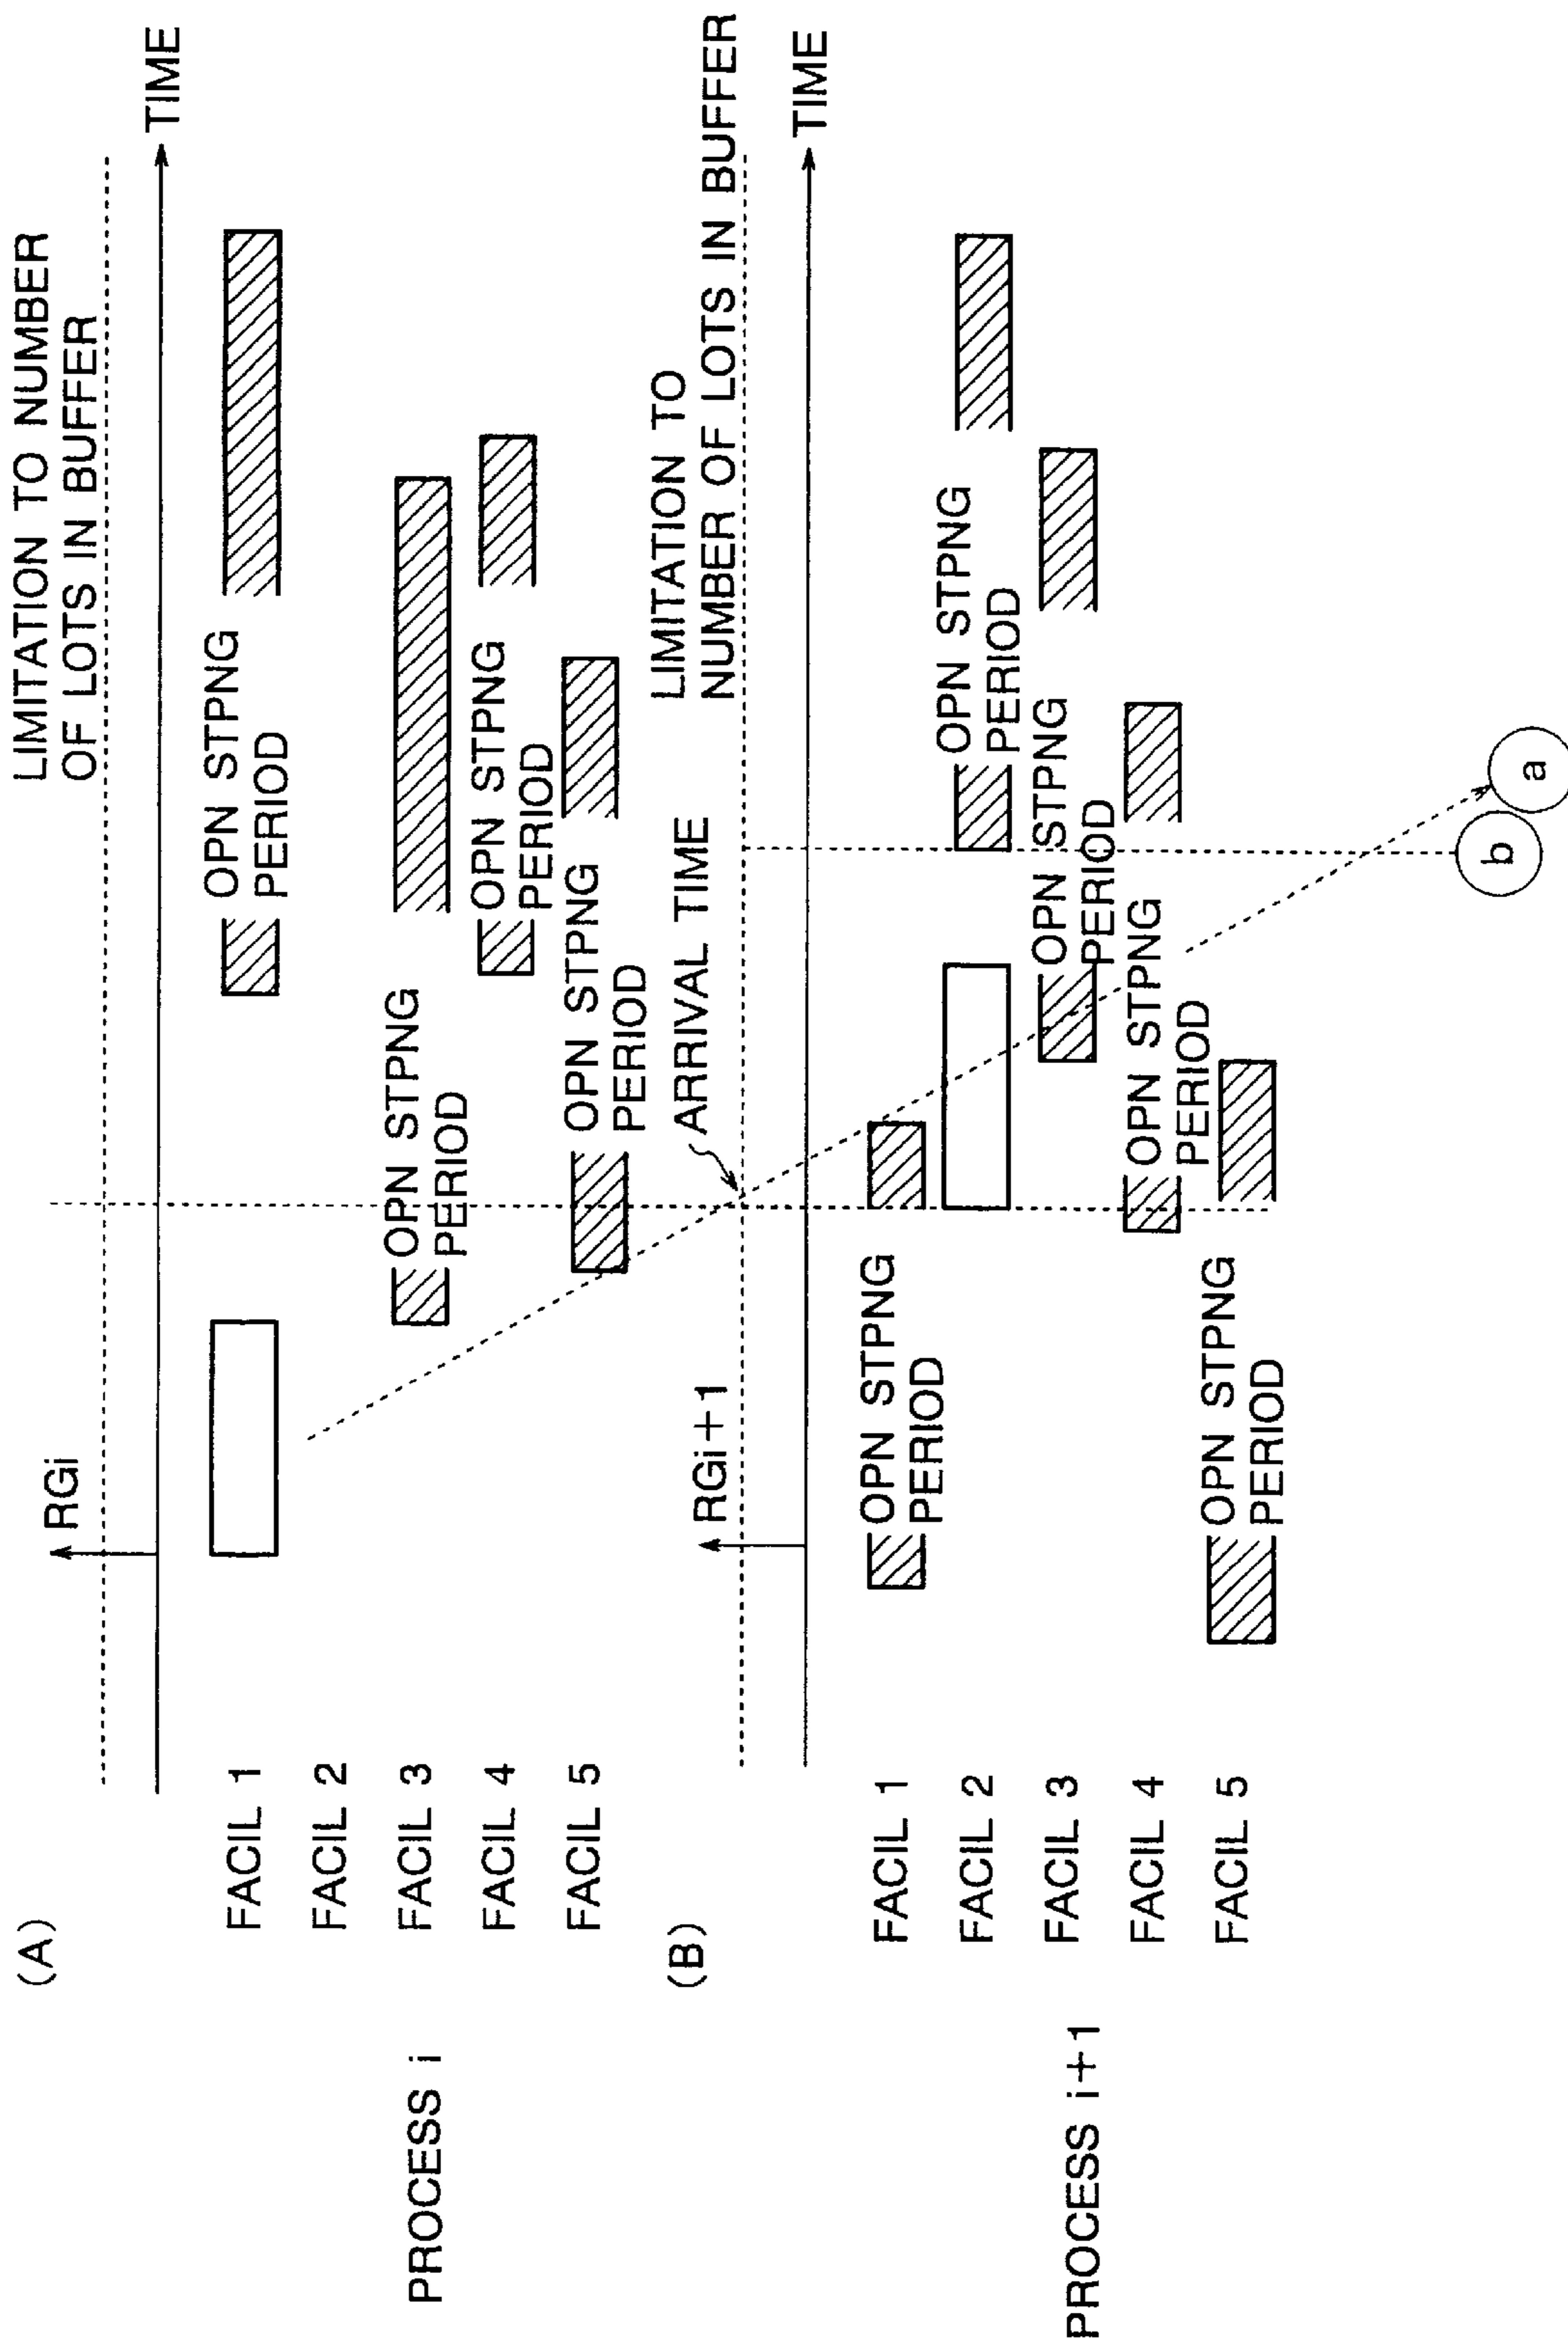 (A)
LIMITATION TO NUMBER
OF LOTS IN BUFFER
RGi
TIME
PROCESS i
FACIL 1
OPN STPNG
PERIOD
FACIL 2
FACIL 3
OPN STPNG
PERIOD
FACIL 4
OPN STPNG
PERIOD
FACIL 5
OPN STPNG
PERIOD
(B)
ARRIVAL TIME
LIMITATION TO
NUMBER OF LOTS IN BUFFER
RGi+1
TIME
PROCESS i+1
FACIL 1
OPN STPNG
PERIOD
FACIL 2
OPN STPNG
PERIOD
FACIL 3
OPN STPNG
PERIOD
FACIL 4
OPN STPNG
PERIOD
FACIL 5
OPN STPNG
PERIOD
b
a